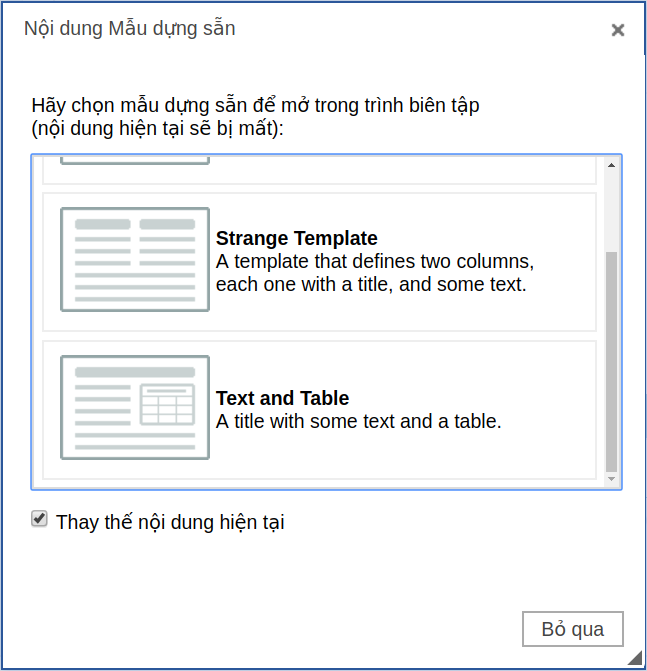 Nội dung Mẫu dựng sẵn
Hãy chọn mẫu dựng sẵn để mở trong trình biên tập
(nội dung hiện tại sẽ bị mất):
Strange Template
A template that defines two columns,
each one with a title, and some text.
Text and Table
A title with some text and a table.
Thay thế nội dung hiện tại
Bỏ qua